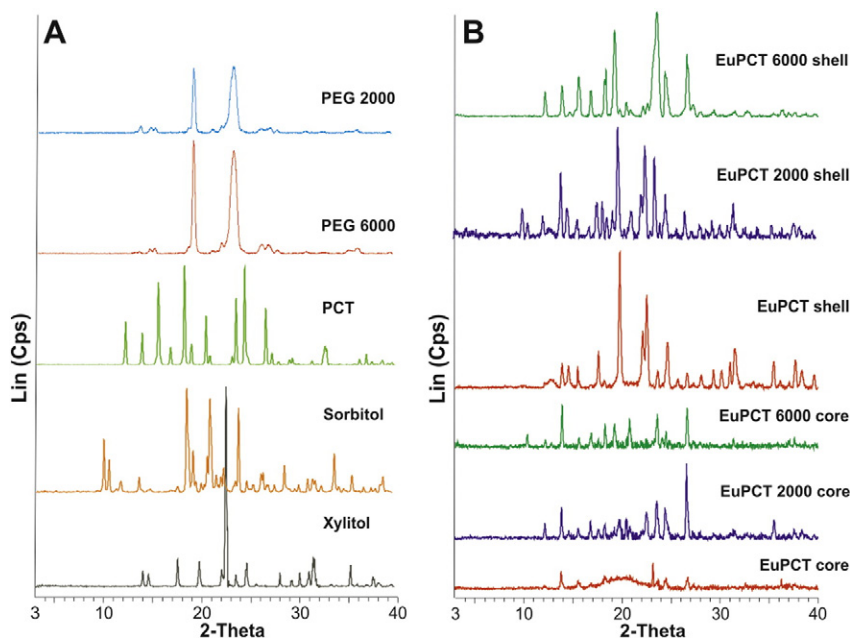 A
PEG 2000
PEG 6000
PCT
Sorbitol
Xylitol
Lin (Cps)
3 10 20 30 40
2-Theta
B
EuPCT 6000 shell
EuPCT 2000 shell
EuPCT shell
EuPCT 6000 core
EuPCT 2000 core
EuPCT core
Lin (Cps)
3 10 20 30 40
2-Theta